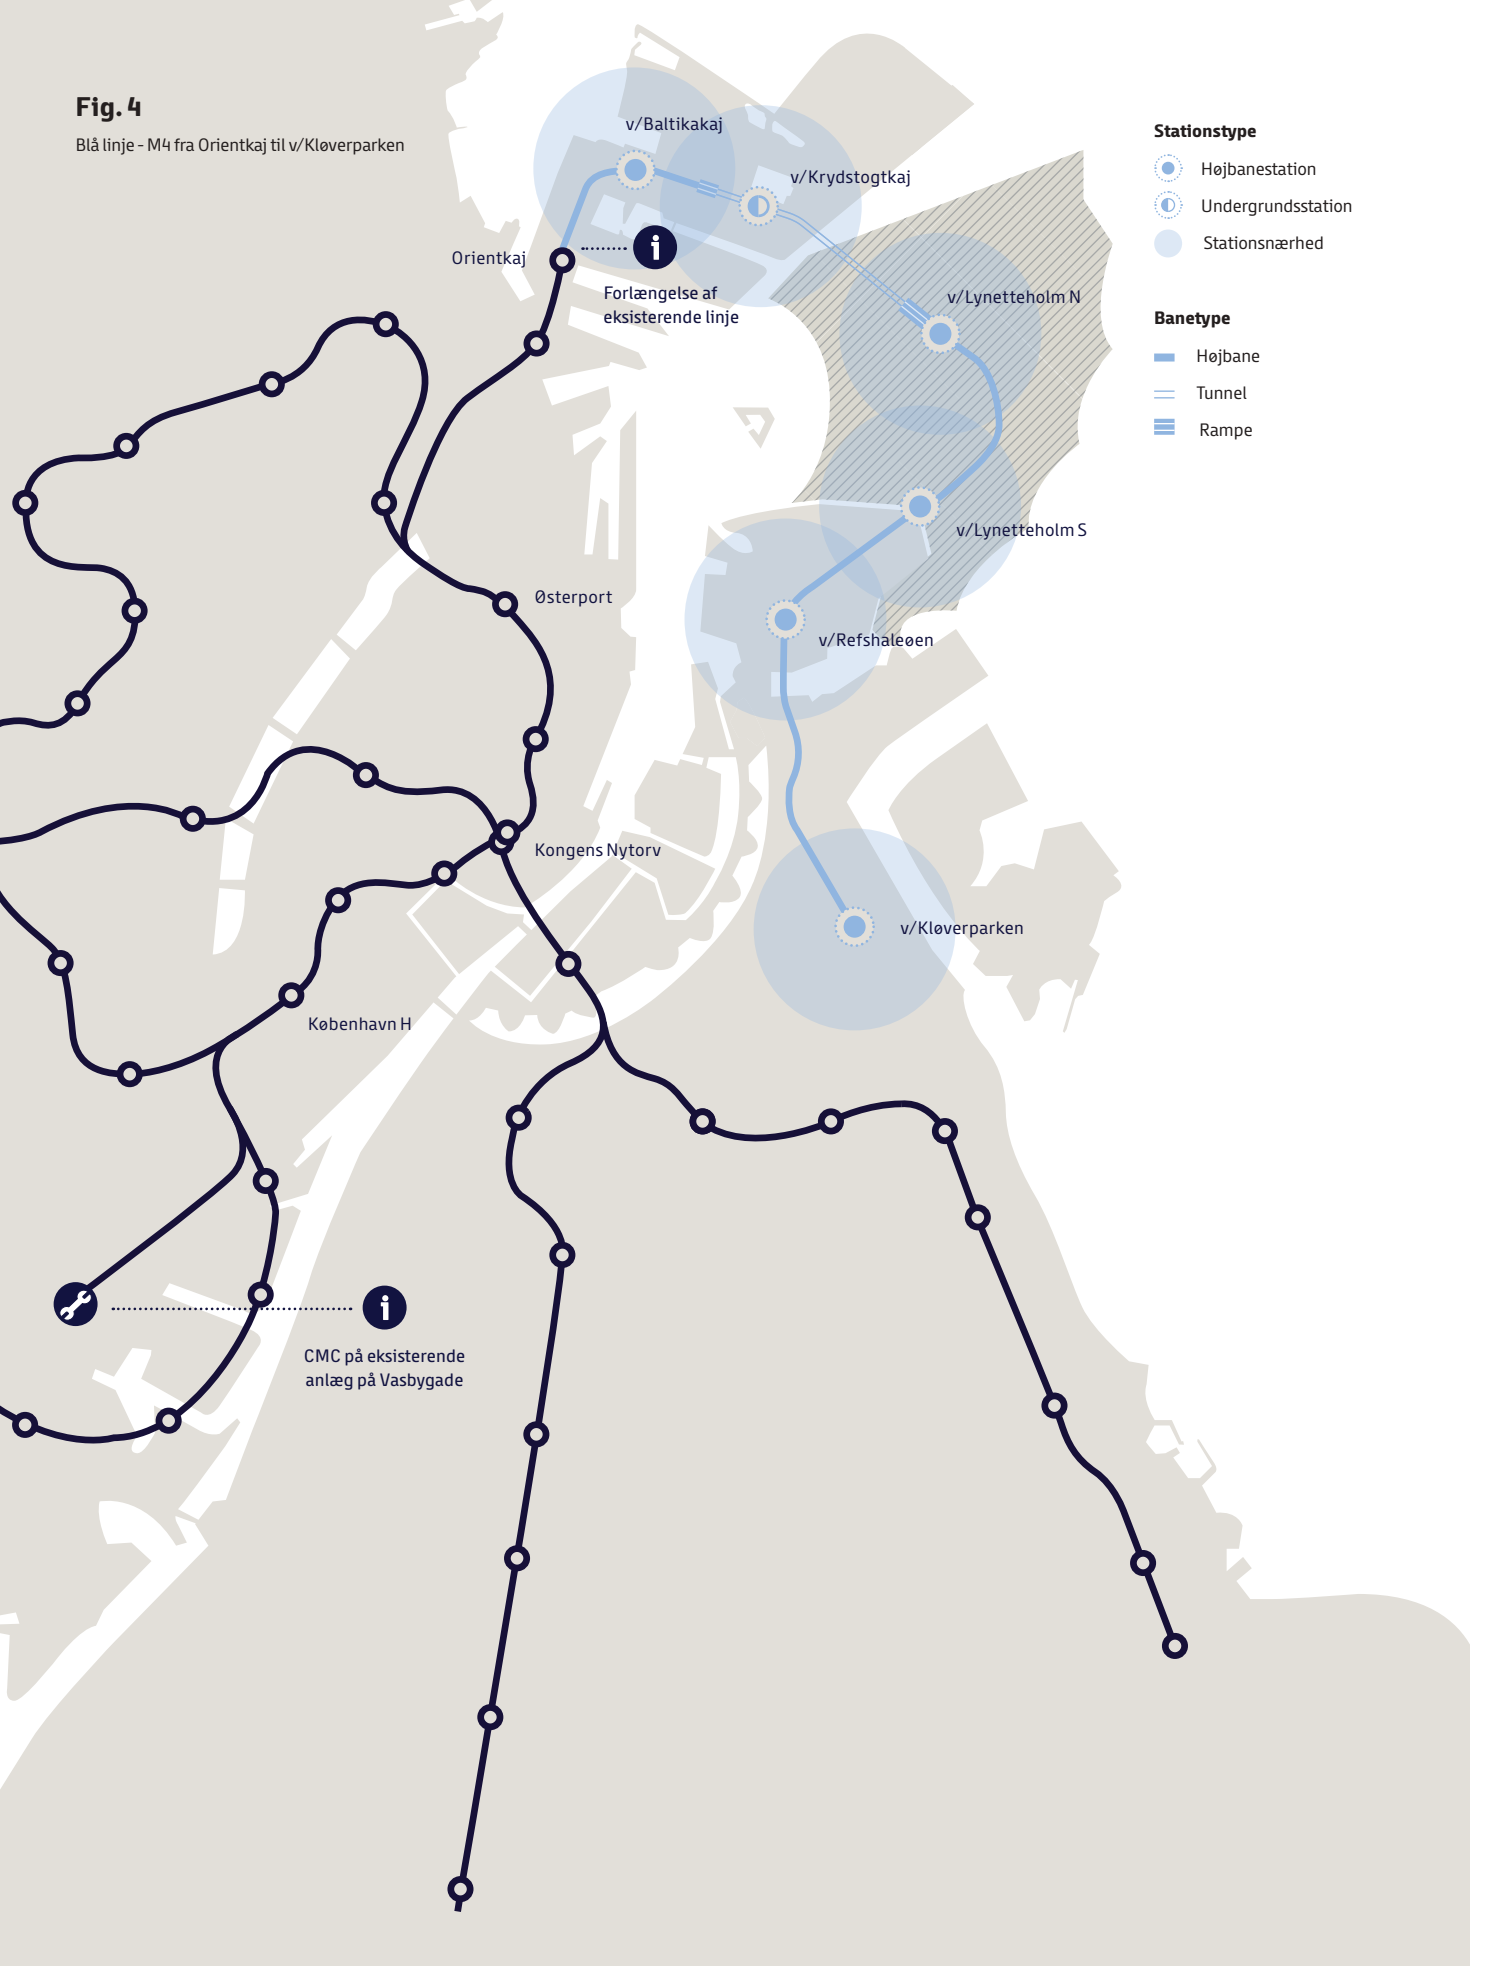 Fig. 4
Blå linje - M4 fra Orientkaj til v/Kløverparken
v/Baltikakaj
v/Krydstogtkaj
Orientkaj
i
Forlængelse af
eksisterende linje
v/Lynetteholm N
v/Lynetteholm S
Østerport
v/Refshaleøen
Kongens Nytorv
v/Kløverparken
København H
i
CMC på eksisterende
anlæg på Vasbygade
Stationstype
Højbanestation
Undergrundsstation
Stationsnærhed
Banetype
Højbane
Tunnel
Rampe